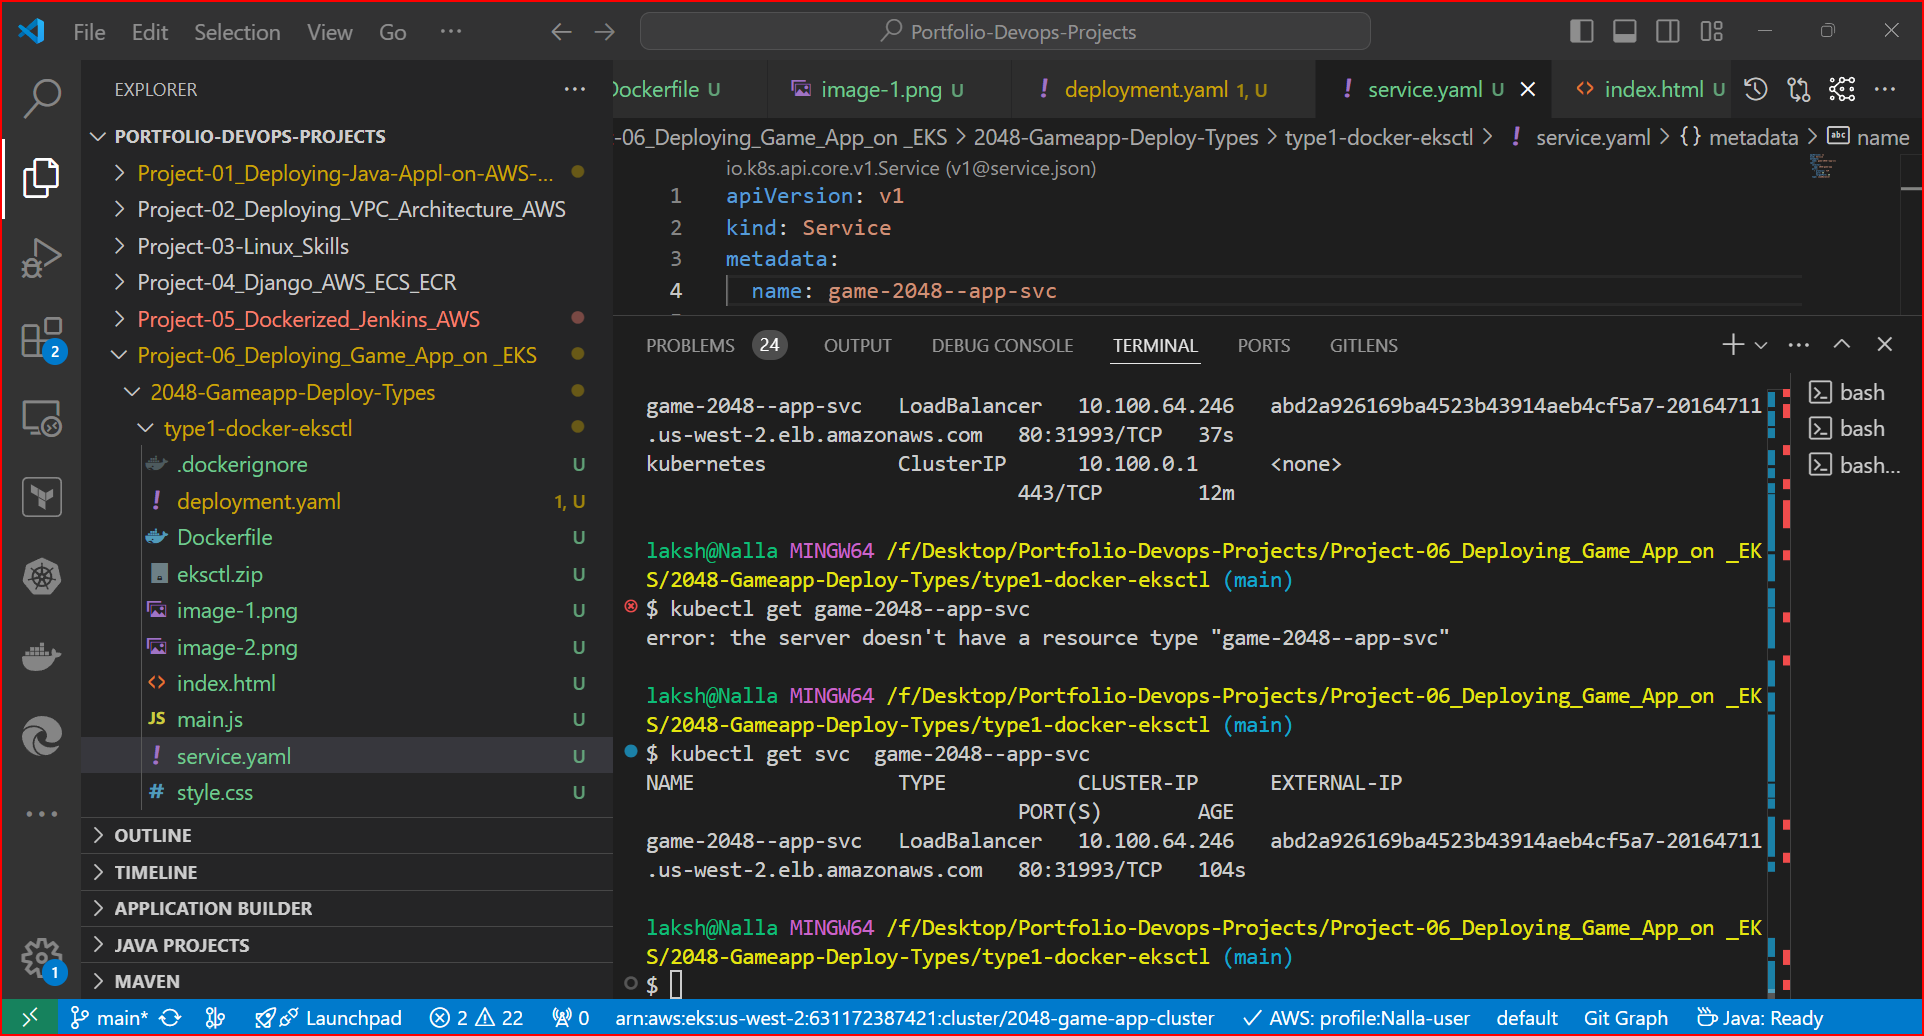 File Edit Selection View Go ···
Portfolio-Devops-Projects
EXPLORER
PORTFOLIO-DEVOPS-PROJECTS
Project-01_Deploying-Java-Appl-on-AWS-...
Project-02_Deploying_VPC_Architecture_AWS
Project-03-Linux_Skills
Project-04_Django_AWS_ECS_ECR
Project-05_Dockerized_Jenkins_AWS
Project-06_Deploying_Game_App_on _EKS
2048-Gameapp-Deploy-Types
type1-docker-eksctl
.dockerignore U
deployment.yaml 1, U
Dockerfile U
eksctl.zip U
image-1.png U
image-2.png U
index.html U
JS main.js U
service.yaml U
# style.css U
OUTLINE
TIMELINE
APPLICATION BUILDER
JAVA PROJECTS
MAVEN
2
1
Dockerfile U
image-1.png U
! deployment.yaml 1, U
! service.yaml U
index.html U
-06_Deploying_Game_App_on _EKS > 2048-Gameapp-Deploy-Types > type1-docker-eksctl > ! service.yaml > {} metadata > abc name
io.k8s.api.core.v1.Service (v1@service.json)
1 apiVersion: v1
2 kind: Service
3 metadata:
4 name: game-2048--app-svc
PROBLEMS 24 OUTPUT DEBUG CONSOLE TERMINAL PORTS GITLENS
game-2048--app-svc LoadBalancer 10.100.64.246 abd2a926169ba4523b43914aeb4cf5a7-20164711
.us-west-2.elb.amazonaws.com 80:31993/TCP 37s
kubernetes ClusterIP 10.100.0.1 <none>
443/TCP 12m
laksh@Nalla MINGW64 /f/Desktop/Portfolio-Devops-Projects/Project-06_Deploying_Game_App_on _EK
S/2048-Gameapp-Deploy-Types/type1-docker-eksctl (main)
$ kubectl get game-2048--app-svc
error: the server doesn't have a resource type "game-2048--app-svc"
laksh@Nalla MINGW64 /f/Desktop/Portfolio-Devops-Projects/Project-06_Deploying_Game_App_on _EK
S/2048-Gameapp-Deploy-Types/type1-docker-eksctl (main)
$ kubectl get svc  game-2048--app-svc
NAME TYPE CLUSTER-IP EXTERNAL-IP
PORT(S) AGE
game-2048--app-svc LoadBalancer 10.100.64.246 abd2a926169ba4523b43914aeb4cf5a7-20164711
.us-west-2.elb.amazonaws.com 80:31993/TCP 104s
laksh@Nalla MINGW64 /f/Desktop/Portfolio-Devops-Projects/Project-06_Deploying_Game_App_on _EK
S/2048-Gameapp-Deploy-Types/type1-docker-eksctl (main)
$
bash
bash
bash...
main* Launchpad 2 22 0 arn:aws:eks:us-west-2:631172387421:cluster/2048-game-app-cluster AWS: profile:Nalla-user default Git Graph Java: Ready